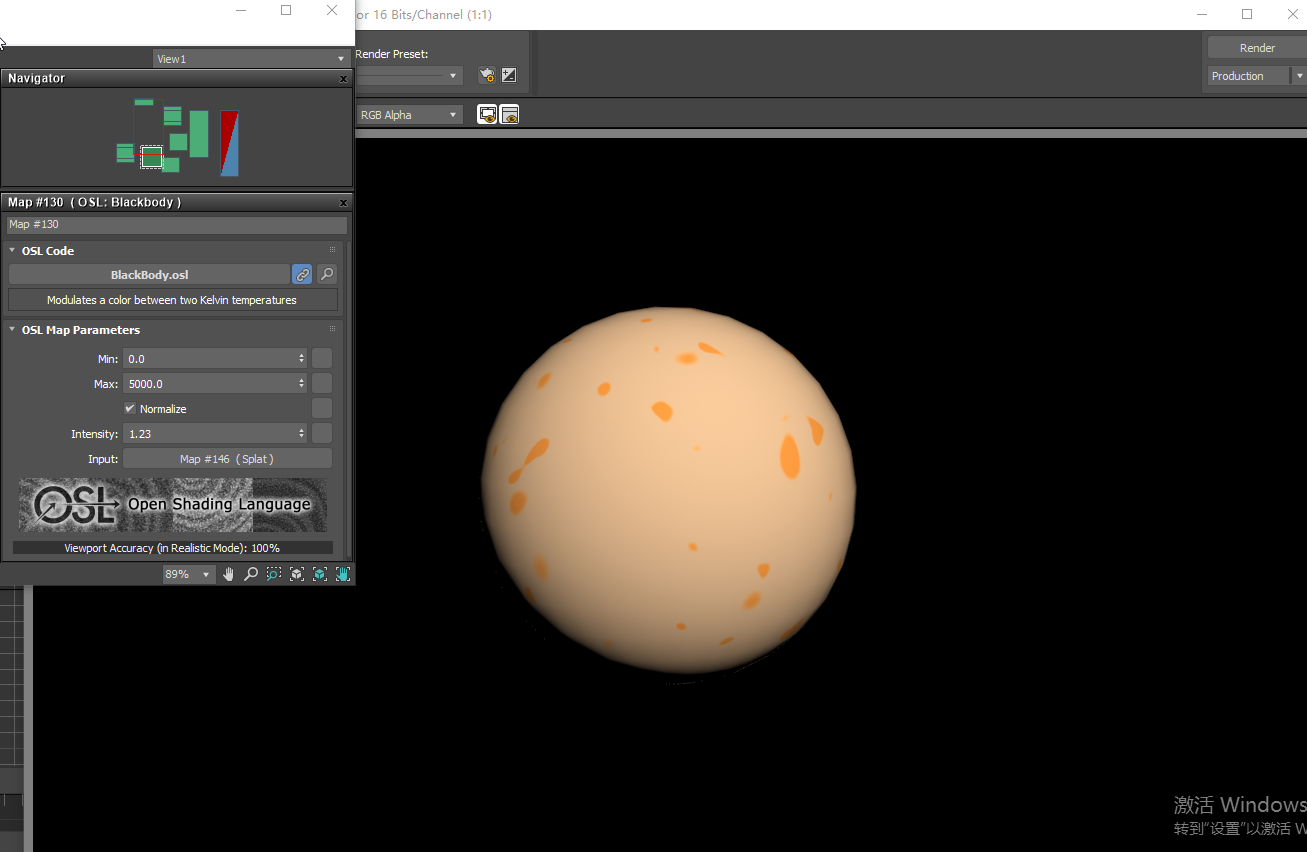 or 16 Bits/Channel (1:1)
View1
Render Preset:
Render
Production
Navigator
RGB Alpha
Map #130 ( OSL: Blackbody )
Map #130
OSL Code
BlackBody.osl
Modulates a color between two Kelvin temperatures
OSL Map Parameters
Min: 0.0
Max: 5000.0
Normalize
Intensity: 1.23
Input: Map #146 ( Splat )
OSL Open Shading Language
Viewport Accuracy (in Realistic Mode): 100%
89%
激活 Windows
转到"设置"以激活 W